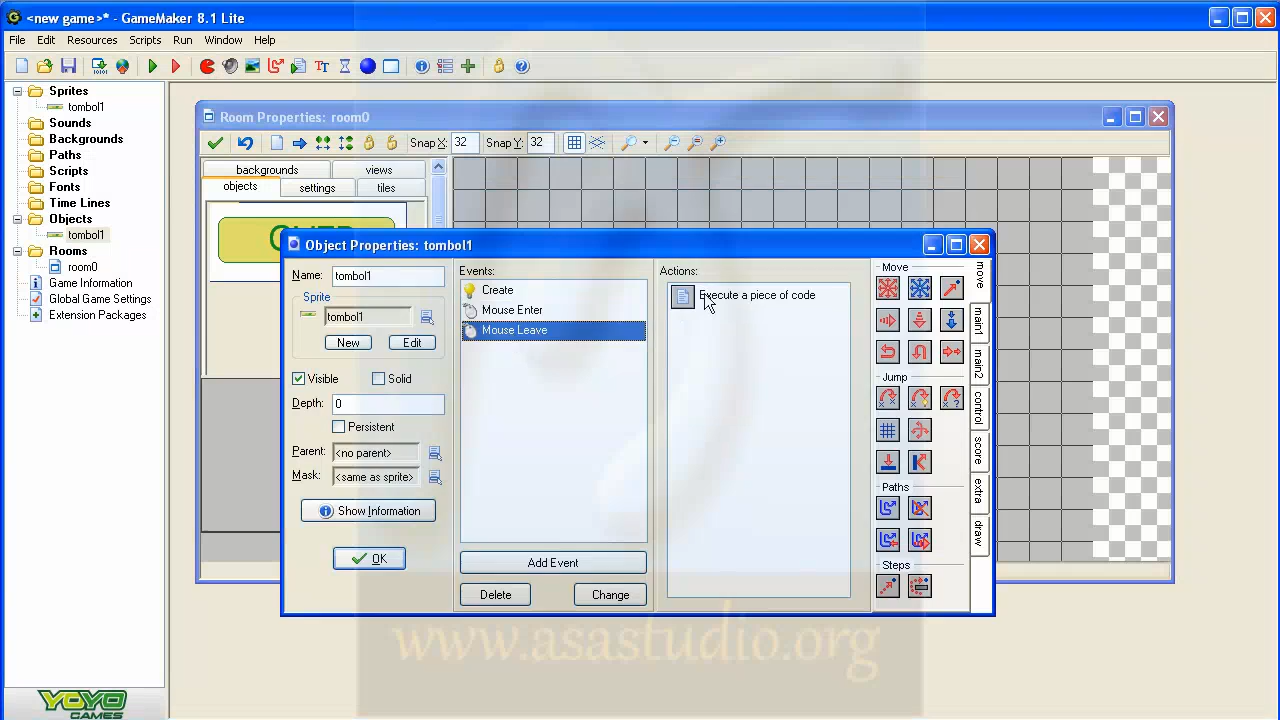 <new game>* - GameMaker 8.1 Lite
File Edit Resources Scripts Run Window Help
Sprites
tombol1
Sounds
Backgrounds
Paths
Scripts
Fonts
Time Lines
Objects
tombol1
Rooms
room0
Game Information
Global Game Settings
Extension Packages
YOYO
GAMES
Room Properties: room0
Snap X: 32 Snap Y: 32
backgrounds views
objects settings tiles
Object Properties: tombol1
Name: tombol1
Sprite
tombol1
New Edit
Visible Solid
Depth: 0
Persistent
Parent: <no parent>
Mask: <same as sprite>
Show Information
OK
Events:
Create
Mouse Enter
Mouse Leave
Add Event
Delete Change
Actions:
Execute a piece of code
Move
Jump
Paths
Steps
move
main1
main2
control
score
extra
draw
www.asastudio.org